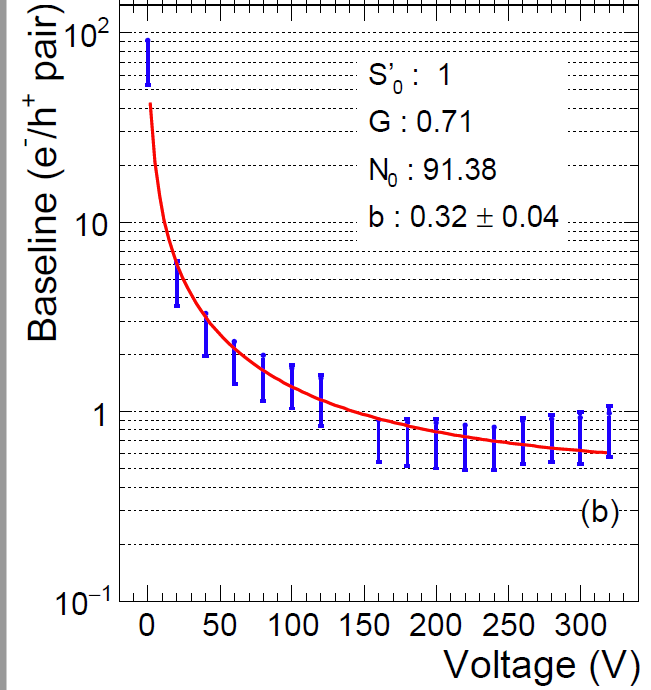 Baseline (e⁻/h⁺ pair)
10²
10
1
10⁻¹
S'₀ : 1
G : 0.71
N₀ : 91.38
b : 0.32 ± 0.04
(b)
0 50 100 150 200 250 300
Voltage (V)